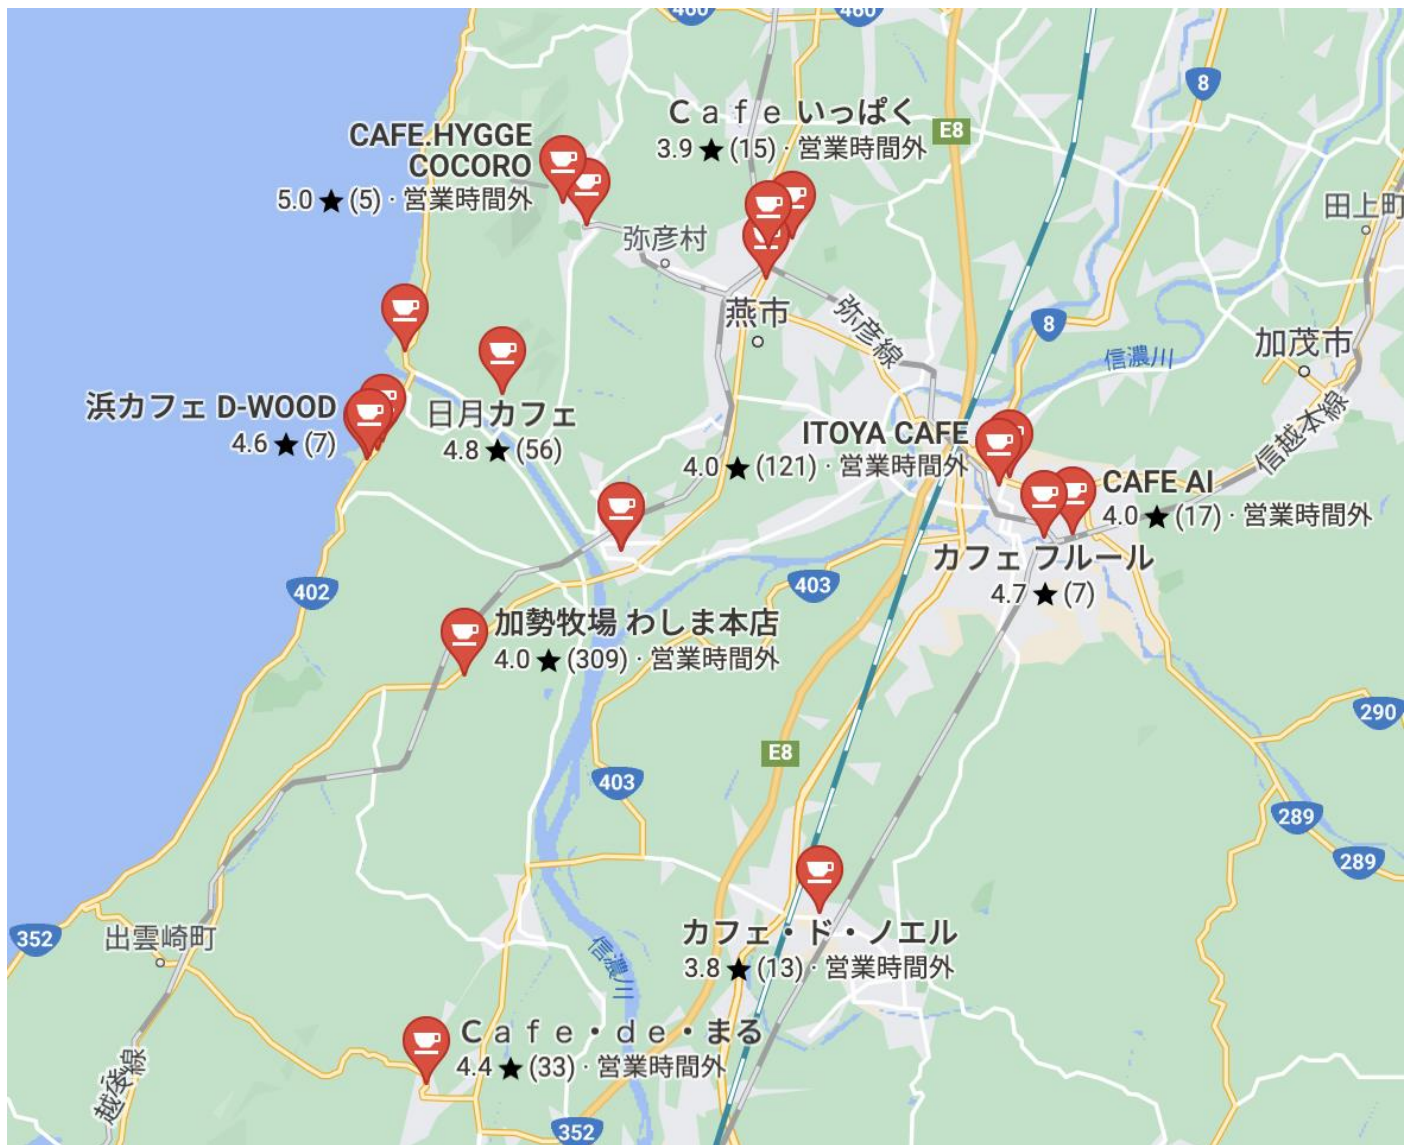 460
460
8
Ｃａｆｅ いっぱく
3.9 ★ (15) · 営業時間外
E8
CAFE.HYGGE
COCORO
5.0 ★ (5) · 営業時間外
田上町
弥彦村
燕市
弥彦線
8
信濃川
加茂市
浜カフェ D-WOOD
4.6 ★ (7)
日月カフェ
4.8 ★ (56)
ITOYA CAFE
4.0 ★ (121) · 営業時間外
信越本線
CAFE AI
4.0 ★ (17) · 営業時間外
カフェ フルール
4.7 ★ (7)
402
403
加勢牧場 わしま本店
4.0 ★ (309) · 営業時間外
290
E8
403
289
289
352
出雲崎町
カフェ・ド・ノエル
3.8 ★ (13) · 営業時間外
信濃川
Ｃａｆｅ・ｄｅ・まる
4.4 ★ (33) · 営業時間外
越後線
352